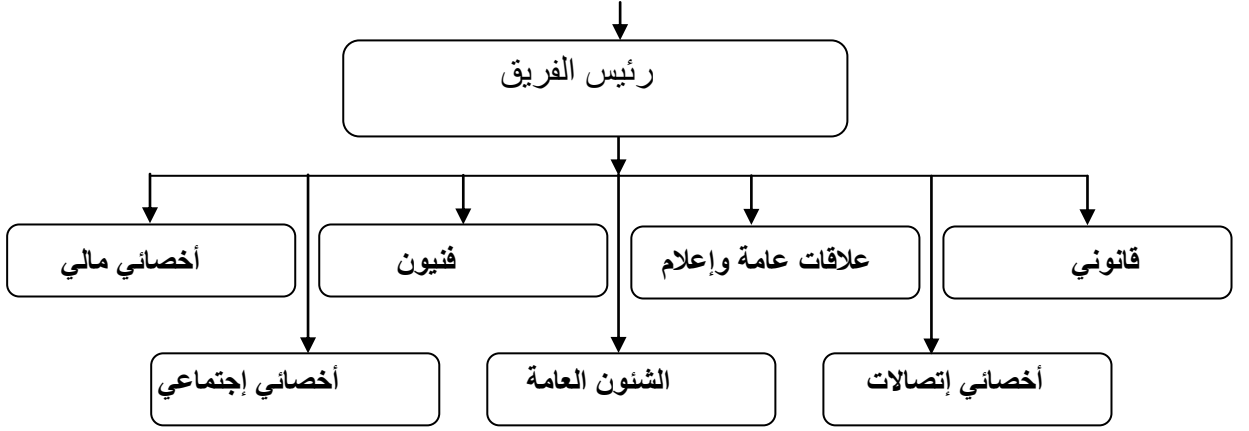 رئيس الفريق
قانوني
علاقات عامة وإعلام
فنيون
أخصائي مالي
أخصائي إتصالات
الشئون العامة
أخصائي إجتماعي